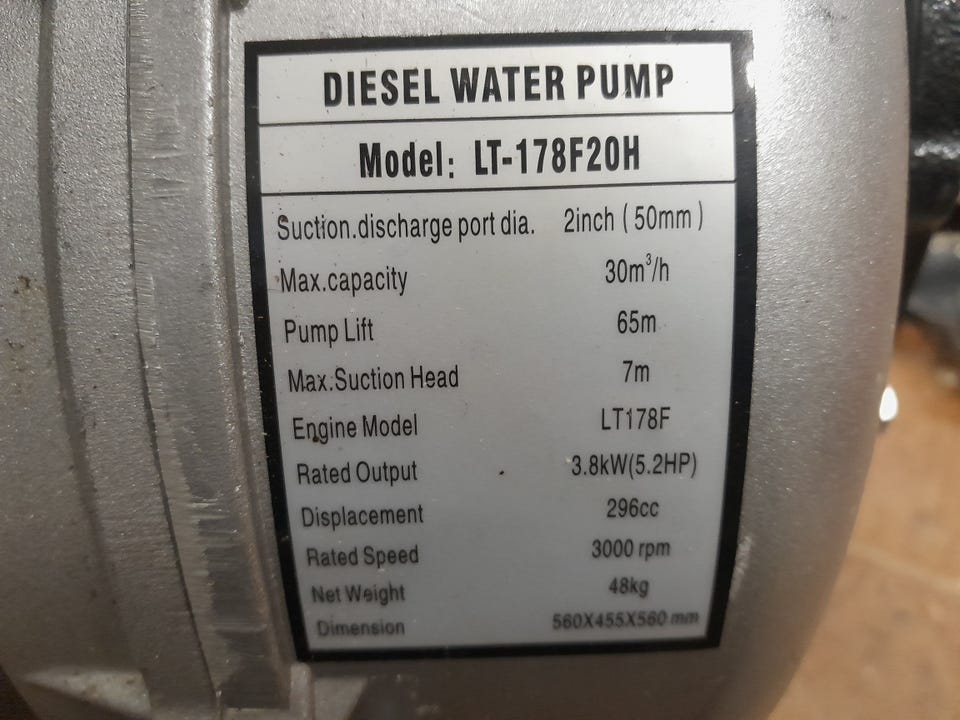 DIESEL WATER PUMP
Model: LT-178F20H
Suction.discharge port dia. 2inch ( 50mm )
Max.capacity 30m³/h
Pump Lift 65m
Max.Suction Head 7m
Engine Model LT178F
Rated Output 3.8kW(5.2HP)
Displacement 296cc
Rated Speed 3000 rpm
Net Weight 48kg
Dimension 560X455X560 mm